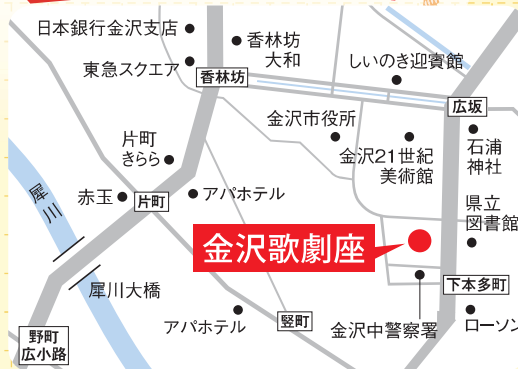 日本銀行金沢支店
香林坊
大和
東急スクエア
香林坊
しいのき迎賓館
広坂
金沢市役所
金沢21世紀
美術館
石浦
神社
片町
きらら
県立
図書館
赤玉
片町
アパホテル
犀川
金沢歌劇座
犀川大橋
下本多町
アパホテル
竪町
金沢中警察署
ローソン
野町
広小路